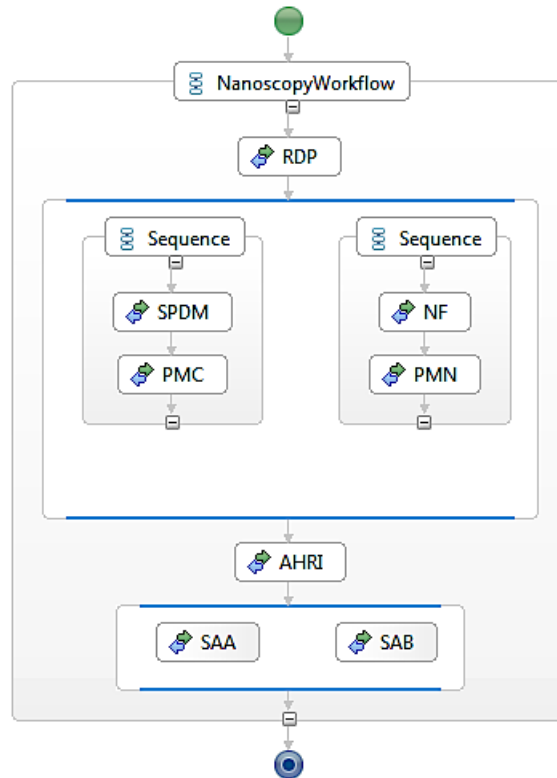 NanoscopyWorkflow
RDP
Sequence
SPDM
PMC
Sequence
NF
PMN
AHRI
SAA
SAB